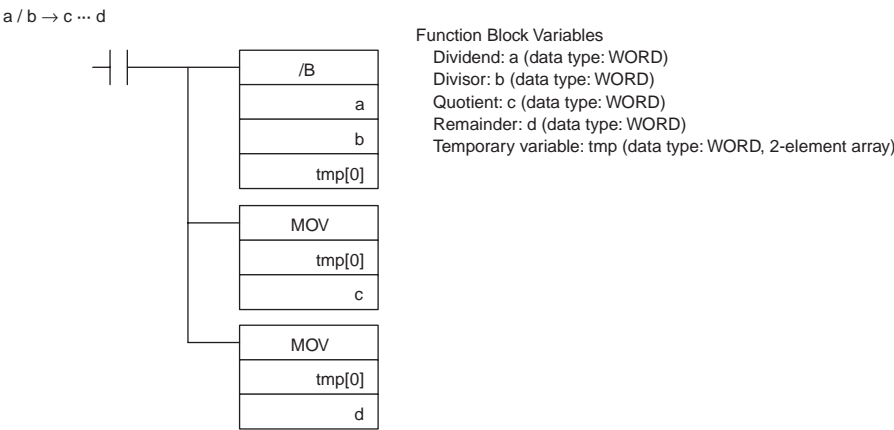 a / b → c ··· d
Function Block Variables
Dividend: a (data type: WORD)
Divisor: b (data type: WORD)
Quotient: c (data type: WORD)
Remainder: d (data type: WORD)
Temporary variable: tmp (data type: WORD, 2-element array)
/B
a
b
tmp[0]
MOV
tmp[0]
c
MOV
tmp[0]
d